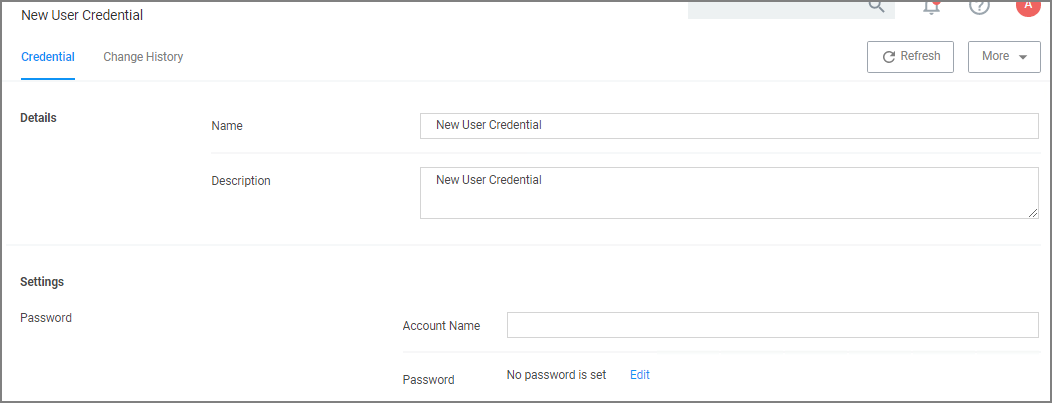 New User Credential
A
Credential
Change History
Refresh
More
Details
Name
New User Credential
Description
New User Credential
Settings
Password
Account Name
Password
No password is set
Edit